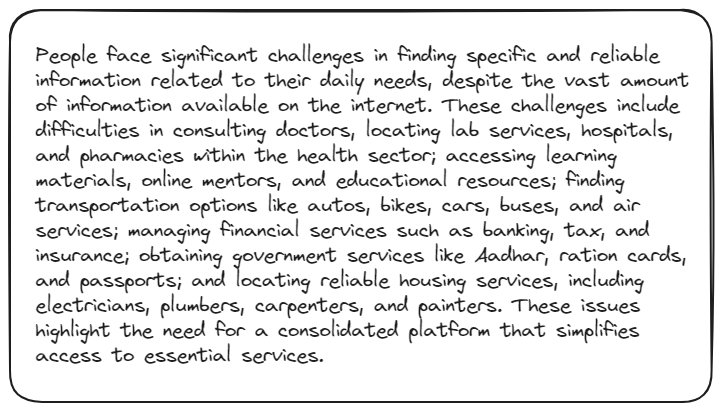 People face significant challenges in finding specific and reliable
information related to their daily needs, despite the vast amount
of information available on the internet. These challenges include
difficulties in consulting doctors, locating lab services, hospitals,
and pharmacies within the health sector; accessing learning
materials, online mentors, and educational resources; finding
transportation options like autos, bikes, cars, buses, and air
services; managing financial services such as banking, tax, and
insurance; obtaining government services like Aadhar, ration cards,
and passports; and locating reliable housing services, including
electricians, plumbers, carpenters, and painters. These issues
highlight the need for a consolidated platform that simplifies
access to essential services.